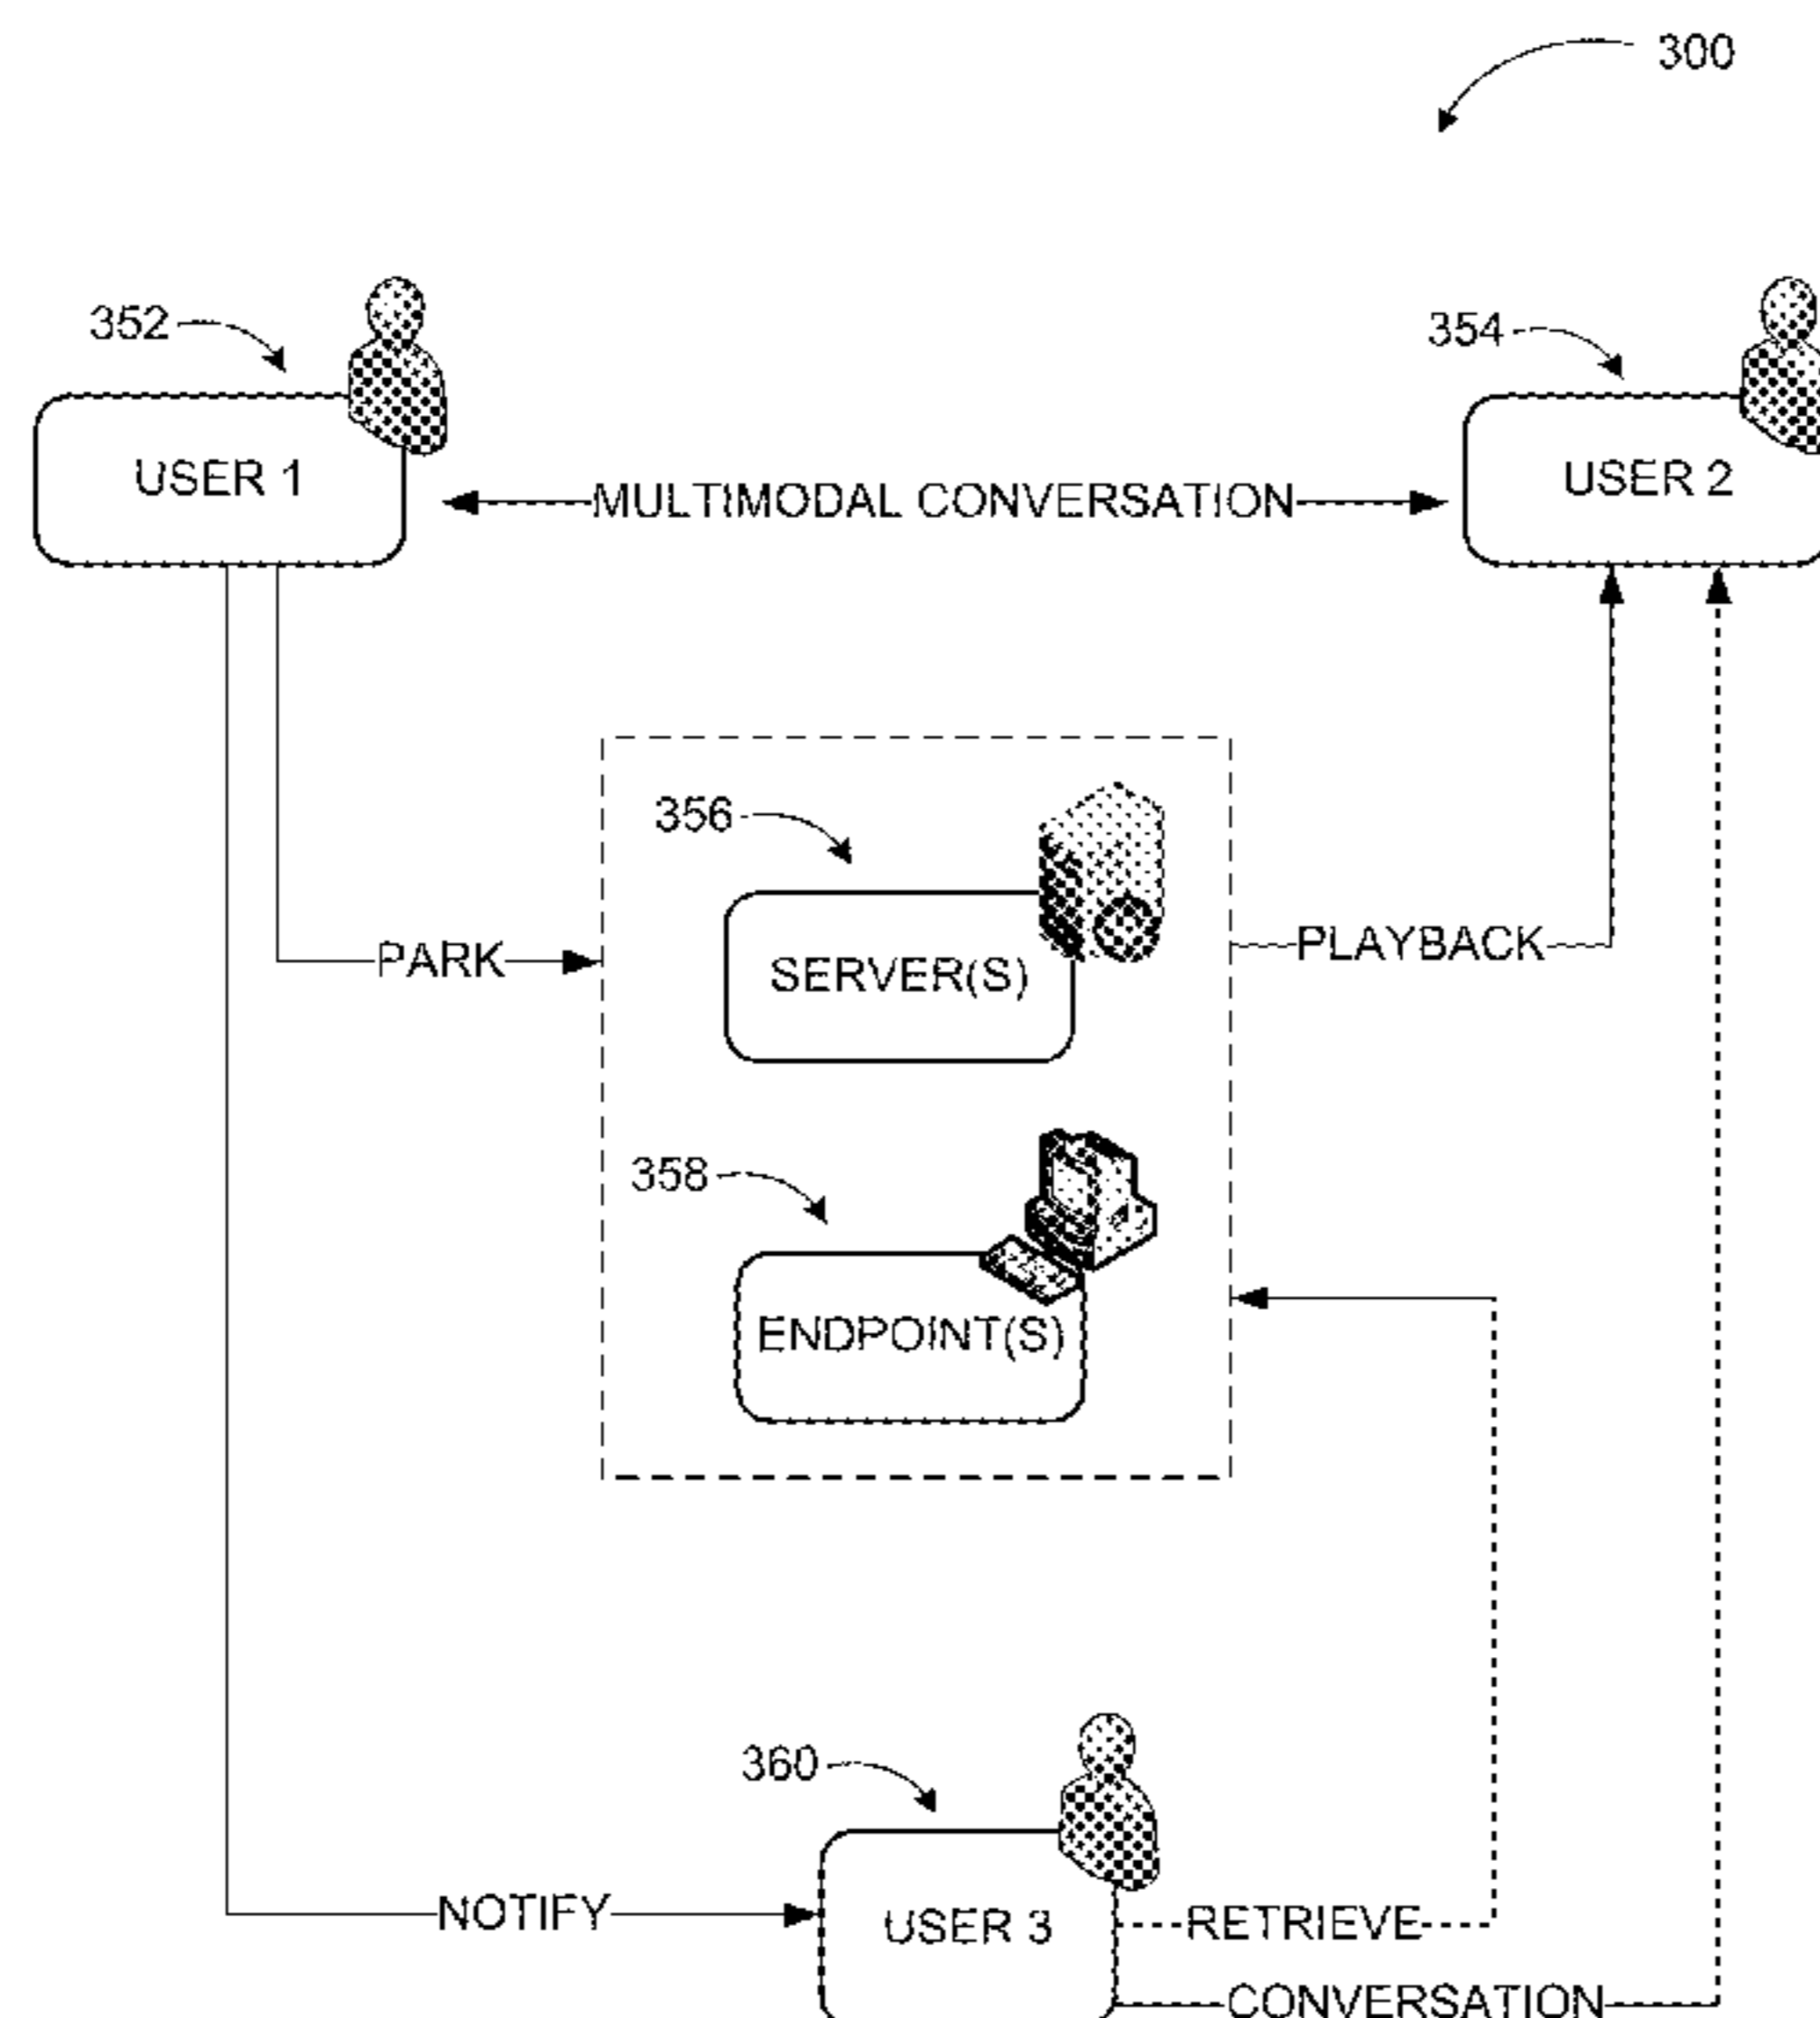 300
352
354
USER 1
MULTIMODAL CONVERSATION
USER 2
356
PARK
SERVER(S)
PLAYBACK
358
ENDPOINT(S)
360
NOTIFY
USER 3
RETRIEVE
CONVERSATION